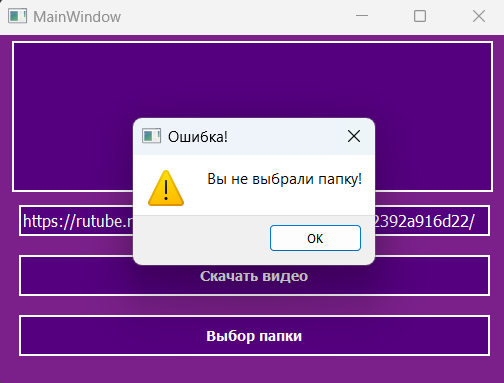 MainWindow
Ошибка!
Вы не выбрали папку!
OK
https://rutube.r 2392a916d22/
Скачать видео
Выбор папки